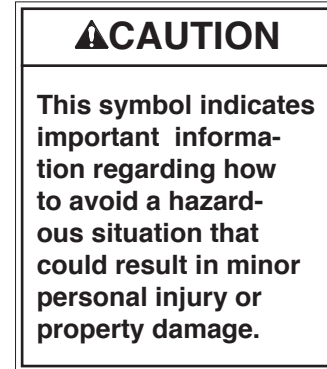 ⚠CAUTION
This symbol indicates
important informa-
tion regarding how
to avoid a hazard-
ous situation that
could result in minor
personal injury or
property damage.